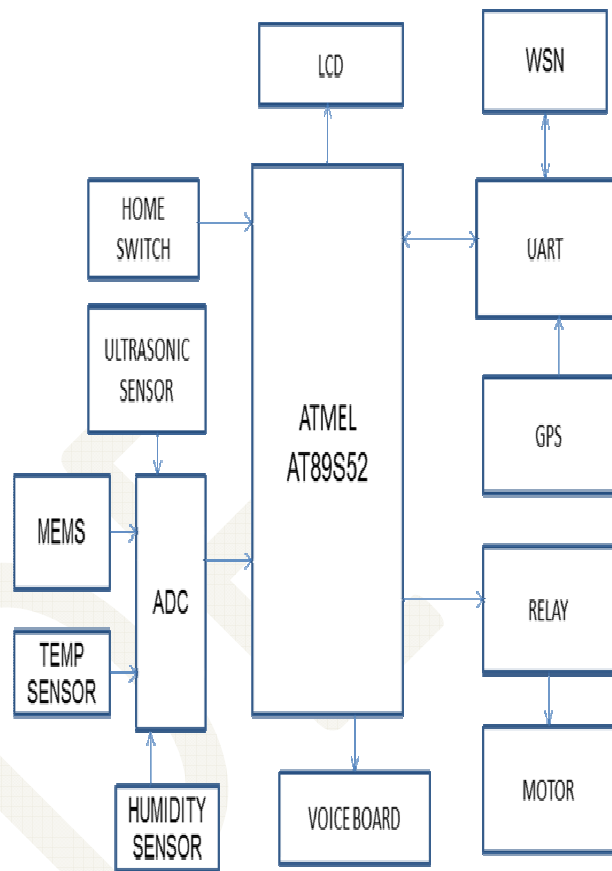 LCD
WSN
HOME
SWITCH
UART
ULTRASONIC
SENSOR
ATMEL
AT89S52
GPS
MEMS
ADC
RELAY
TEMP
SENSOR
MOTOR
HUMIDITY
SENSOR
VOICE BOARD